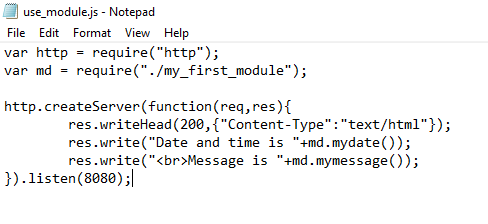 use_module.js - Notepad
File Edit Format View Help
var http = require("http");
var md = require("./my_first_module");

http.createServer(function(req,res){
        res.writeHead(200,{"Content-Type":"text/html"});
        res.write("Date and time is "+md.mydate());
        res.write("<br>Message is "+md.mymessage());
}).listen(8080);